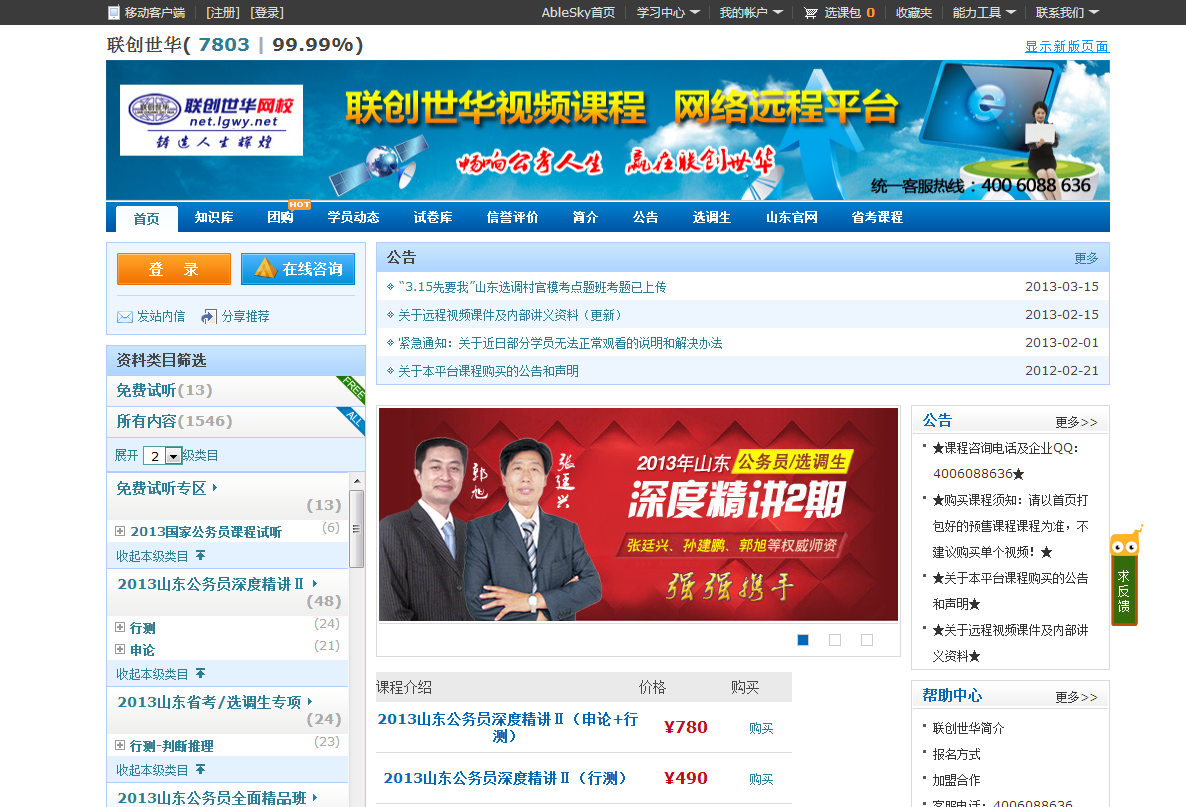 移动客户端 [注册] [登录] AbleSky首页 学习中心 我的帐户 选课包 0 收藏夹 能力工具 联系我们
联创世华( 7803 | 99.99%)
显示新版页面
联创世华网校
net.lgwy.net
铸造人生辉煌
联创世华视频课程 网络远程平台
畅响公考人生 赢在联创世华
统一客服热线：400 6088 636
首页 知识库 团购 HOT 学员动态 试卷库 信誉评价 简介 公告 选调生 山东官网 省考课程
登 录 在线咨询
发站内信 分享推荐
资料类目筛选
免费试听(13) FREE
所有内容(1546) ALL
展开 2 级类目
免费试听专区
(13)
2013国家公务员课程试听 (6)
收起本级类目
2013山东公务员深度精讲Ⅱ
(48)
行测 (24)
申论 (21)
收起本级类目
2013山东省考/选调生专项
(24)
行测-判断推理 (23)
收起本级类目
2013山东公务员全面精品班
公告 更多
“3.15先要我”山东选调村官模考点题班考题已上传 2013-03-15
关于远程视频课件及内部讲义资料（更新） 2013-02-15
紧急通知：关于近日部分学员无法正常观看的说明和解决办法 2013-02-01
关于本平台课程购买的公告和声明 2012-02-21
郭旭
张廷兴
2013年山东 公务员/选调生
深度精讲2期
张廷兴、孙建鹏、郭旭等权威师资
强强携手
课程介绍 价格 购买
2013山东公务员深度精讲Ⅱ（申论+行
测） ¥780 购买
2013山东公务员深度精讲Ⅱ（行测） ¥490 购买
公告 更多>>
★课程咨询电话及企业QQ：
4006088636★
★购买课程须知：请以首页打
包好的预售课程课程为准，不
建议购买单个视频！★
★关于本平台课程购买的公告
和声明★
★关于远程视频课件及内部讲
义资料★
帮助中心 更多>>
联创世华简介
报名方式
加盟合作
客服电话：4006088636
求反馈